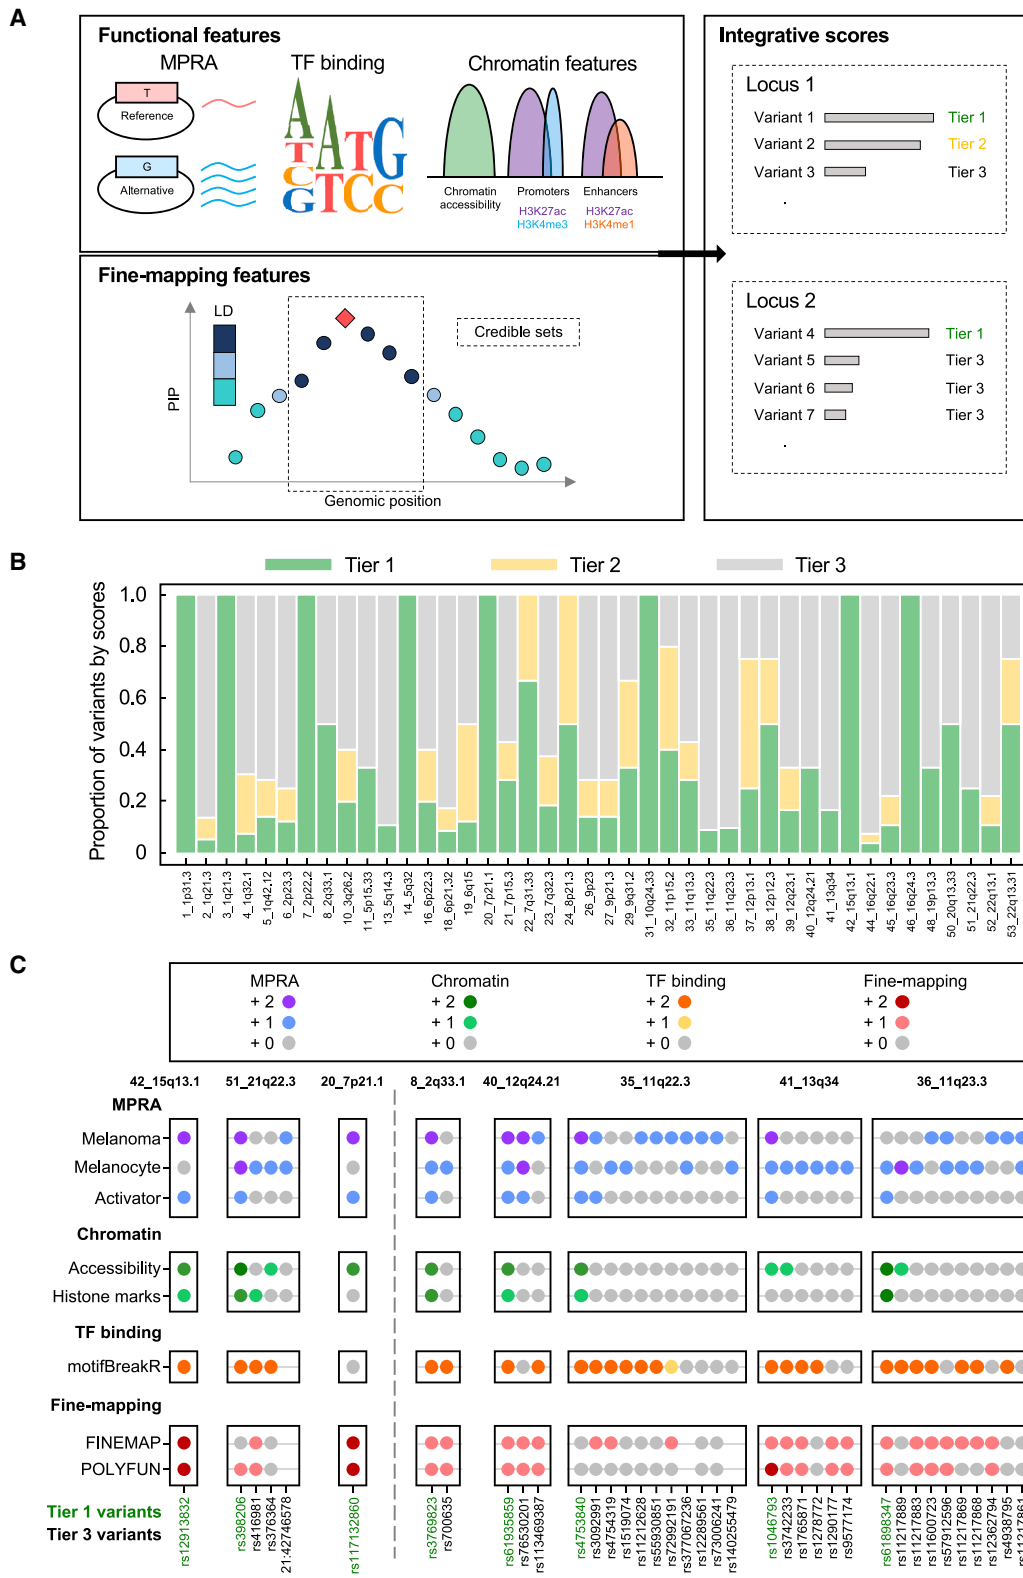 A
Functional features
MPRA
TF binding
Chromatin features
T
Reference
G
Alternative
A
T
C
G
A
T
T
C
G
C
Chromatin
accessibility
Promoters
H3K27ac
H3K4me3
Enhancers
H3K27ac
H3K4me1
Fine-mapping features
LD
PIP
Credible sets
Genomic position
Integrative scores
Locus 1
Variant 1 Tier 1
Variant 2 Tier 2
Variant 3 Tier 3
.
Locus 2
Variant 4 Tier 1
Variant 5 Tier 3
Variant 6 Tier 3
Variant 7 Tier 3
.
B
Tier 1 Tier 2 Tier 3
Proportion of variants by scores
1.0
0.8
0.6
0.4
0.2
0
1_1p31.3
2_1q21.3
3_1q21.3
4_1q32.1
5_1q42.12
6_2p23.3
7_2p22.2
8_2q33.1
10_3q26.2
11_5p15.33
13_5q14.3
14_5q32
16_6p22.3
18_6p21.32
19_6q15
20_7p21.1
21_7p15.3
22_7q31.33
23_7q32.3
24_8p21.3
26_9p23
27_9p21.3
29_9q31.2
31_10q24.33
32_11p15.2
33_11q13.3
35_11q22.3
36_11q23.3
37_12p13.1
38_12p12.3
39_12q23.1
40_12q24.21
41_13q34
42_15q13.1
44_16q22.1
45_16q23.3
46_16q24.3
48_19p13.3
50_20q13.33
51_21q22.3
52_22q13.1
53_22q13.31
C
MPRA Chromatin TF binding Fine-mapping
+ 2 + 2 + 2 + 2
+ 1 + 1 + 1 + 1
+ 0 + 0 + 0 + 0
42_15q13.1 51_21q22.3 20_7p21.1 8_2q33.1 40_12q24.21 35_11q22.3 41_13q34 36_11q23.3
MPRA
Melanoma
Melanocyte
Activator
Chromatin
Accessibility
Histone marks
TF binding
motifBreakR
Fine-mapping
FINEMAP
POLYFUN
Tier 1 variants
Tier 3 variants
rs12913832
rs398206
rs416981
rs376364
21:42746578
rs117132860
rs3769823
rs700635
rs61935859
rs76530201
rs113469387
rs4753840
rs3092991
rs4754319
rs1519074
rs11212628
rs55930851
rs72992191
rs377067236
rs12289561
rs73006241
rs140255479
rs1046793
rs3742233
rs1765871
rs1278772
rs1290177
rs9577174
rs61898347
rs11217889
rs11217883
rs11600723
rs57912596
rs11217869
rs11217868
rs12362794
rs4938795